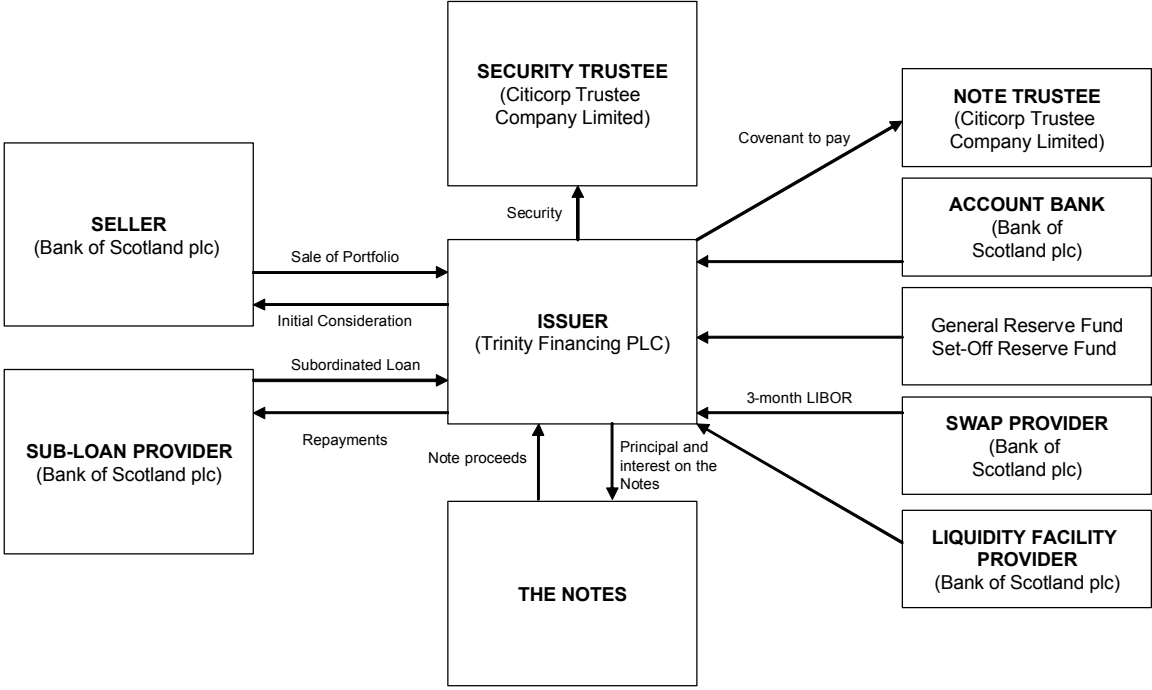 SECURITY TRUSTEE
(Citicorp Trustee
Company Limited)
NOTE TRUSTEE
(Citicorp Trustee
Company Limited)
Covenant to pay
Security
SELLER
(Bank of Scotland plc)
ACCOUNT BANK
(Bank of
Scotland plc)
Sale of Portfolio
Initial Consideration
ISSUER
(Trinity Financing PLC)
General Reserve Fund
Set-Off Reserve Fund
Subordinated Loan
3-month LIBOR
SUB-LOAN PROVIDER
(Bank of Scotland plc)
Repayments
SWAP PROVIDER
(Bank of
Scotland plc)
Note proceeds
Principal and
interest on the
Notes
LIQUIDITY FACILITY
PROVIDER
(Bank of Scotland plc)
THE NOTES